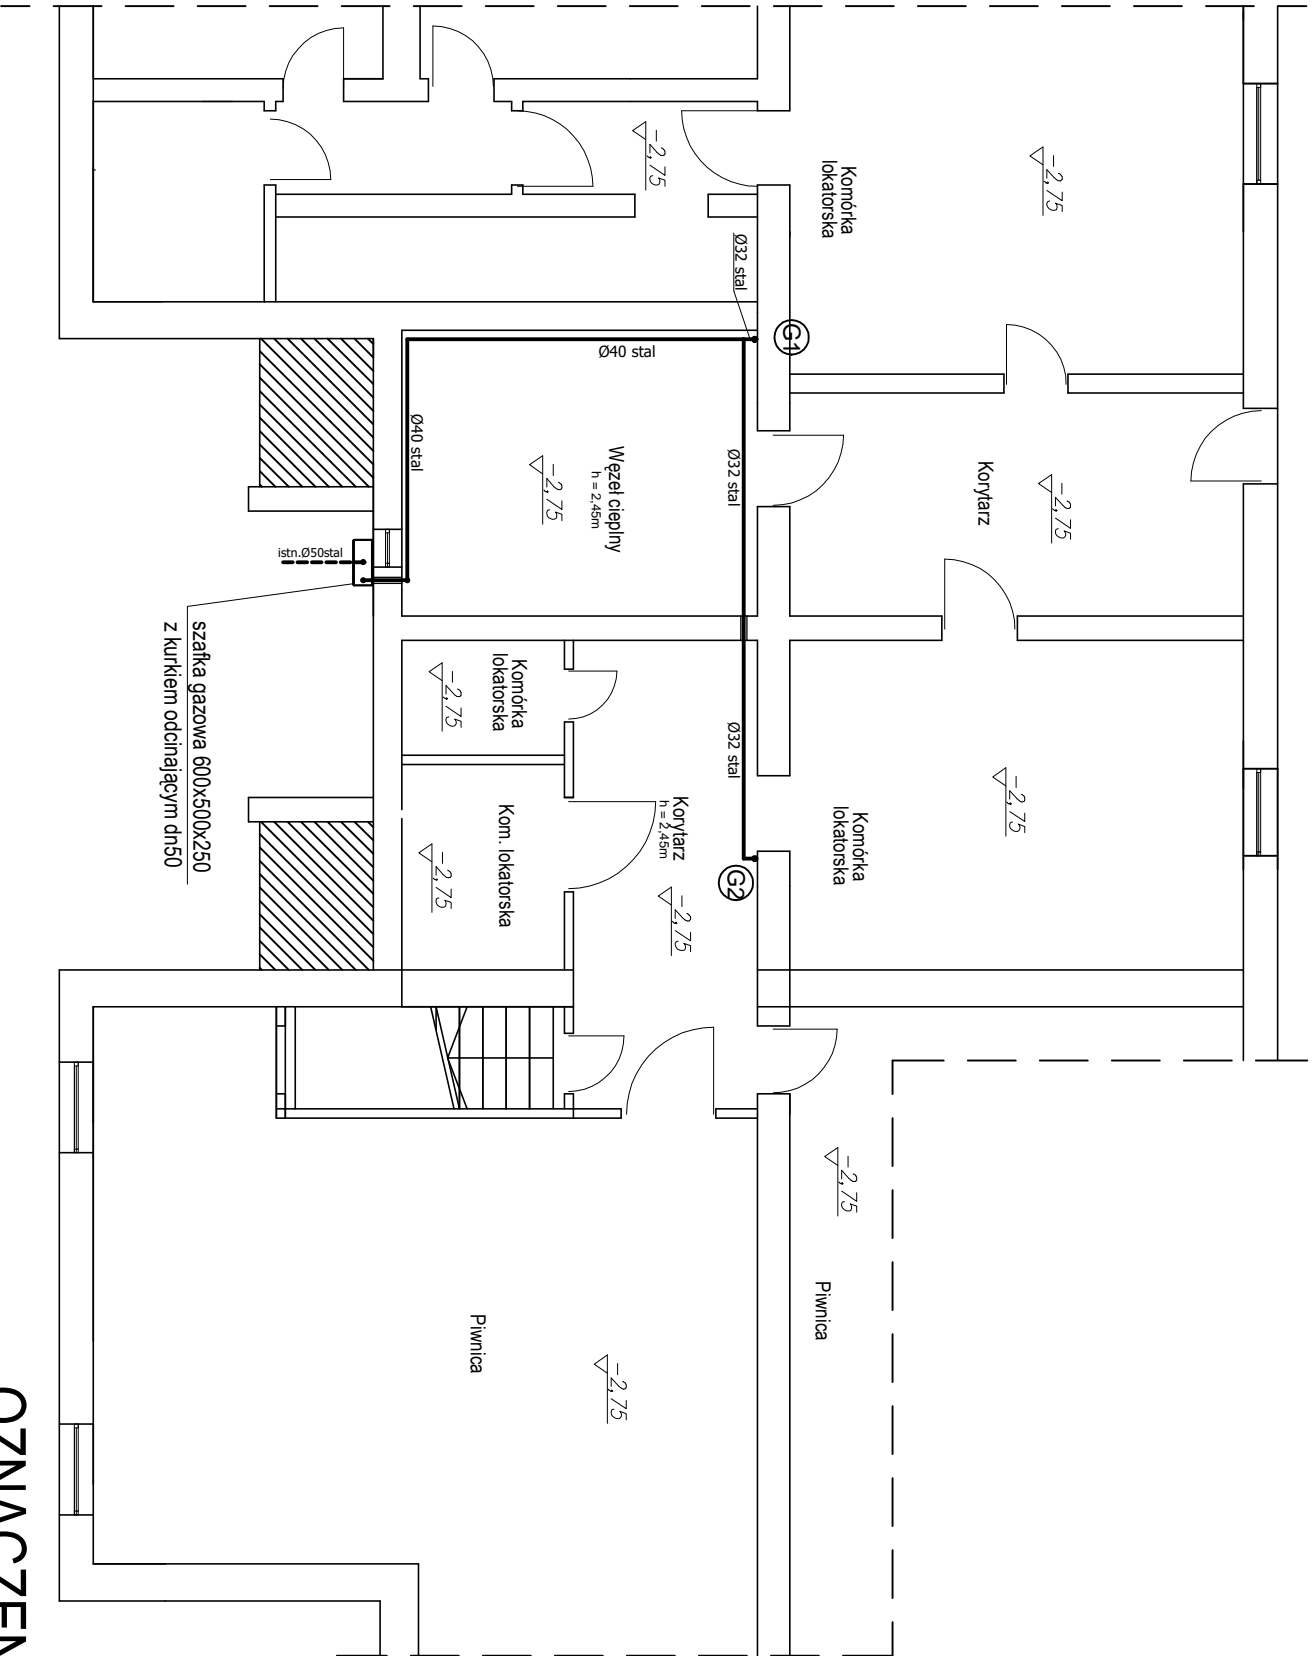 -2,75
Komórka
lokatorska
-2,75
Ø32 stal
G1
Ø40 stal
Ø40 stal
Węzeł cieplny
h = 2,45m
-2,75
Ø32 stal
Korytarz
-2,75
istn.Ø50stal
szafka gazowa 600x500x250
z kurkiem odcinającym dn50
Komórka
lokatorska
-2,75
Ø32 stal
Kom. lokatorska
-2,75
Korytarz
h = 2,45m
-2,75
G2
Komórka
lokatorska
-2,75
-2,75
Piwnica
Piwnica
-2,75